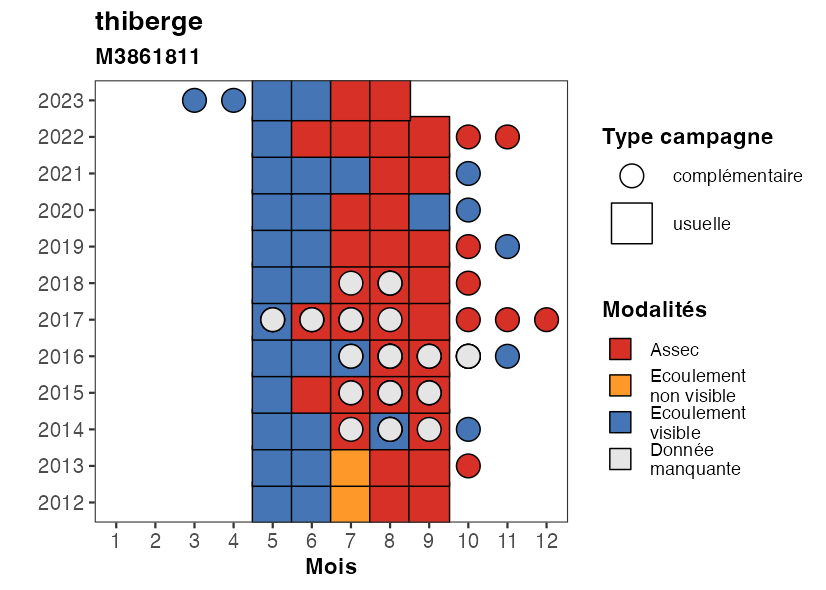 thiberge
M3861811
2023
2022
2021
2020
2019
2018
2017
2016
2015
2014
2013
2012
1 2 3 4 5 6 7 8 9 10 11 12
Mois
Type campagne
complémentaire
usuelle
Modalités
Assec
Ecoulement
non visible
Ecoulement
visible
Donnée
manquante